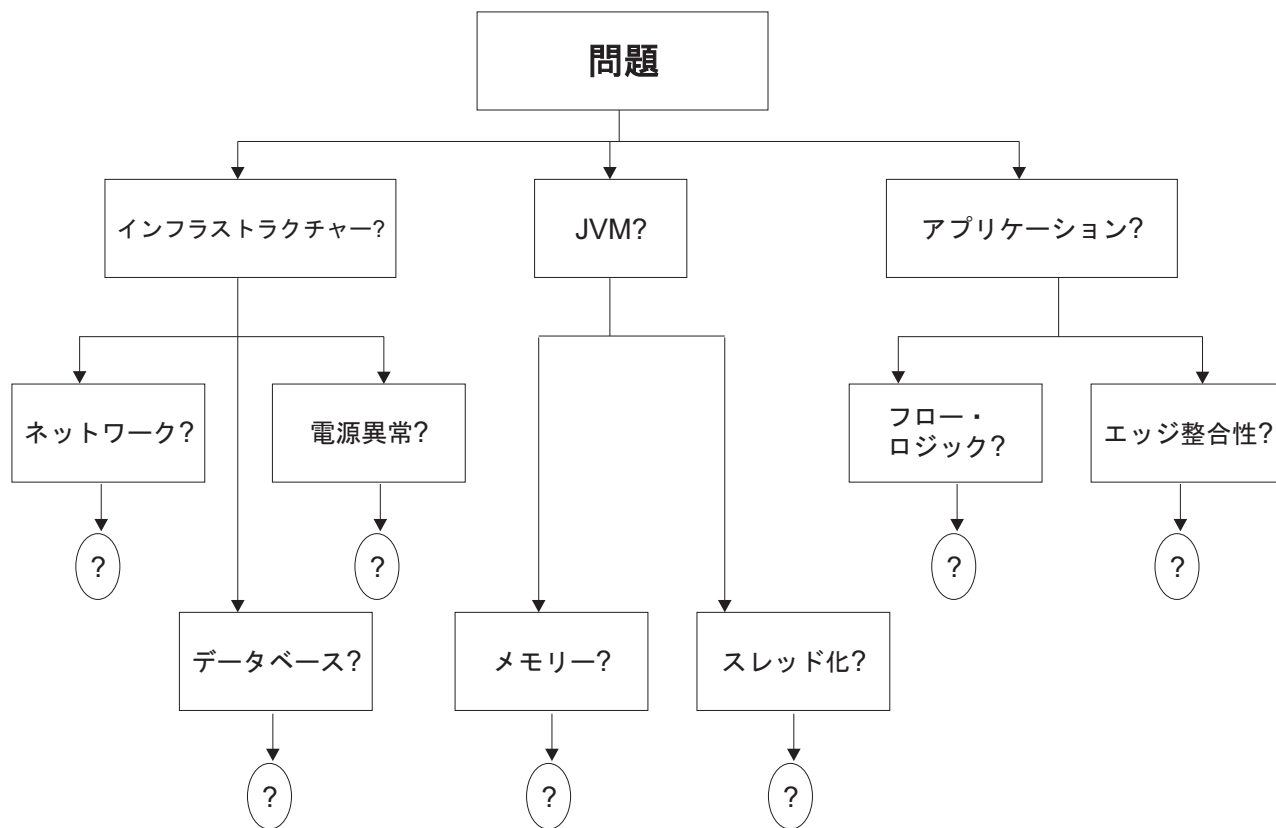 問題
インフラストラクチャー?
JVM?
アプリケーション?
ネットワーク?
電源異常?
フロー・
ロジック?
エッジ整合性?
?
?
?
?
データベース?
メモリー?
スレッド化?
?
?
?